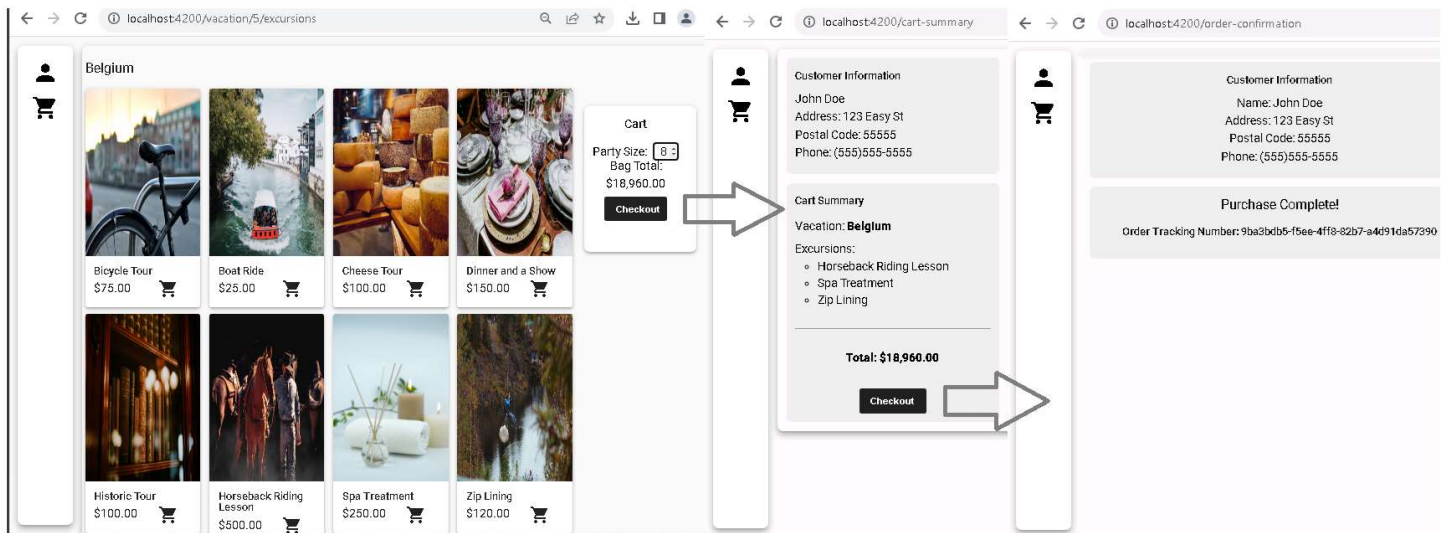 localhost:4200/vacation/5/excursions
Belgium
Bicycle Tour
$75.00
Boat Ride
$25.00
Cheese Tour
$100.00
Dinner and a Show
$150.00
Historic Tour
$100.00
Horseback Riding
Lesson
$500.00
Spa Treatment
$250.00
Zip Lining
$120.00
Cart
Party Size: 8
Bag Total:
$18,960.00
Checkout
localhost:4200/cart-summary
Customer Information
John Doe
Address: 123 Easy St
Postal Code: 55555
Phone: (555)555-5555
Cart Summary
Vacation: Belgium
Excursions:
Horseback Riding Lesson
Spa Treatment
Zip Lining
Total: $18,960.00
Checkout
localhost:4200/order-confirmation
Customer Information
Name: John Doe
Address: 123 Easy St
Postal Code: 55555
Phone: (555)555-5555
Purchase Complete!
Order Tracking Number: 9ba3bdb5-f5ee-4ff8-82b7-a4d91da57390